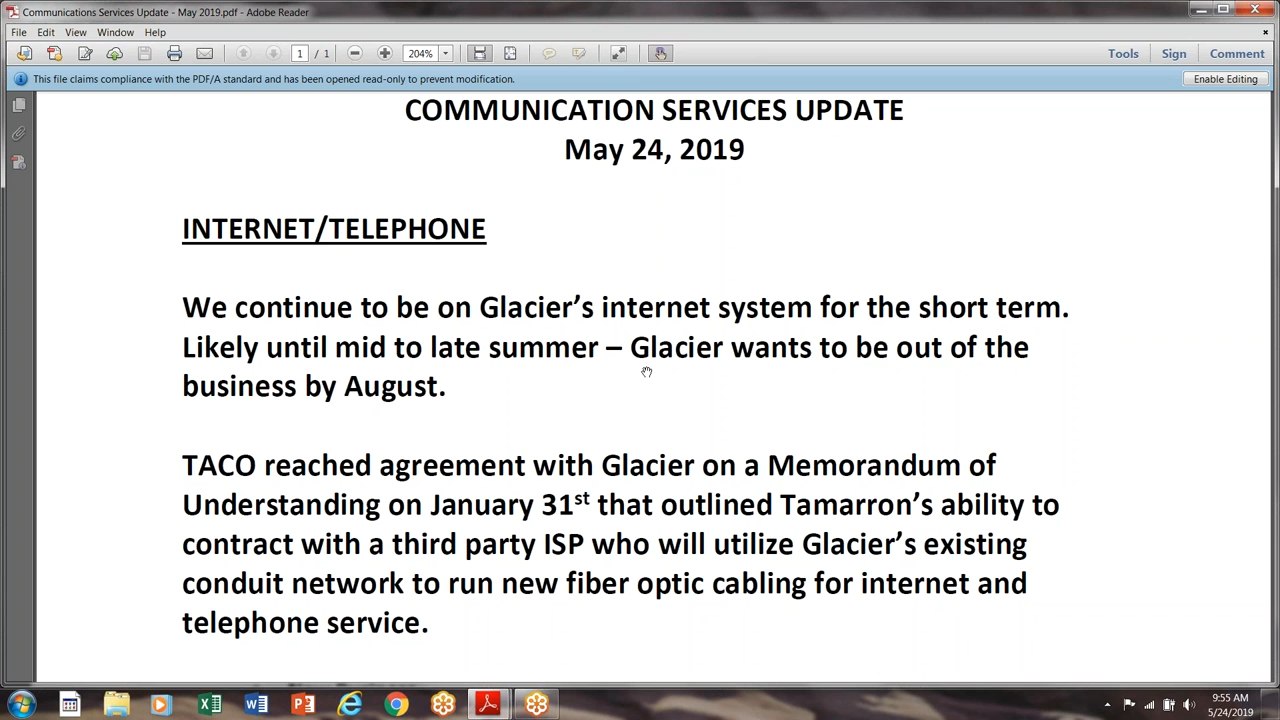 Communications Services Update - May 2019.pdf - Adobe Reader
File Edit View Window Help
1 / 1 204% Tools Sign Comment
This file claims compliance with the PDF/A standard and has been opened read-only to prevent modification. Enable Editing
COMMUNICATION SERVICES UPDATE
May 24, 2019
INTERNET/TELEPHONE
We continue to be on Glacier’s internet system for the short term.
Likely until mid to late summer – Glacier wants to be out of the
business by August.
TACO reached agreement with Glacier on a Memorandum of
Understanding on January 31st that outlined Tamarron’s ability to
contract with a third party ISP who will utilize Glacier’s existing
conduit network to run new fiber optic cabling for internet and
telephone service.
9:55 AM
5/24/2019